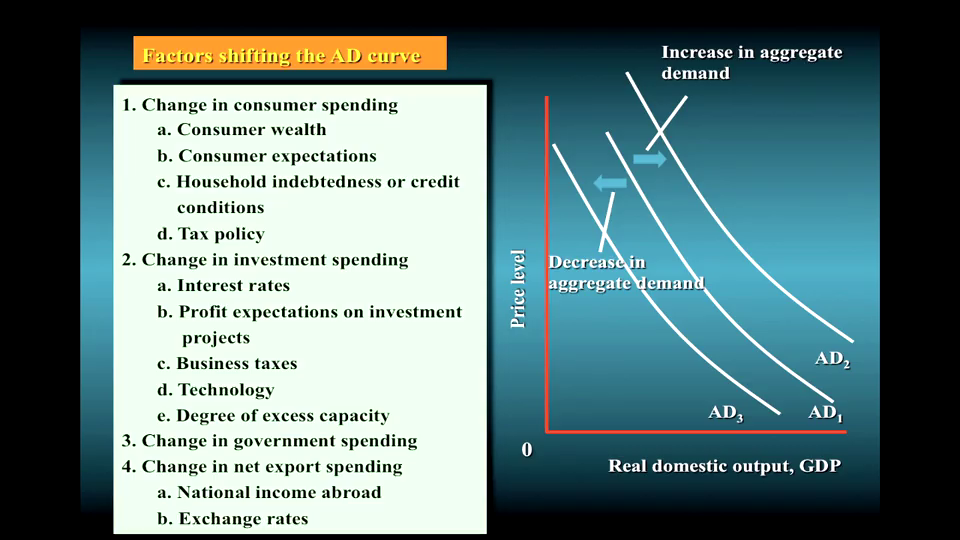 Factors shifting the AD curve
1. Change in consumer spending
a. Consumer wealth
b. Consumer expectations
c. Household indebtedness or credit
conditions
d. Tax policy
2. Change in investment spending
a. Interest rates
b. Profit expectations on investment
projects
c. Business taxes
d. Technology
e. Degree of excess capacity
3. Change in government spending
4. Change in net export spending
a. National income abroad
b. Exchange rates
Increase in aggregate
demand
Decrease in
aggregate demand
Price level
AD₂
AD₃
AD₁
0
Real domestic output, GDP